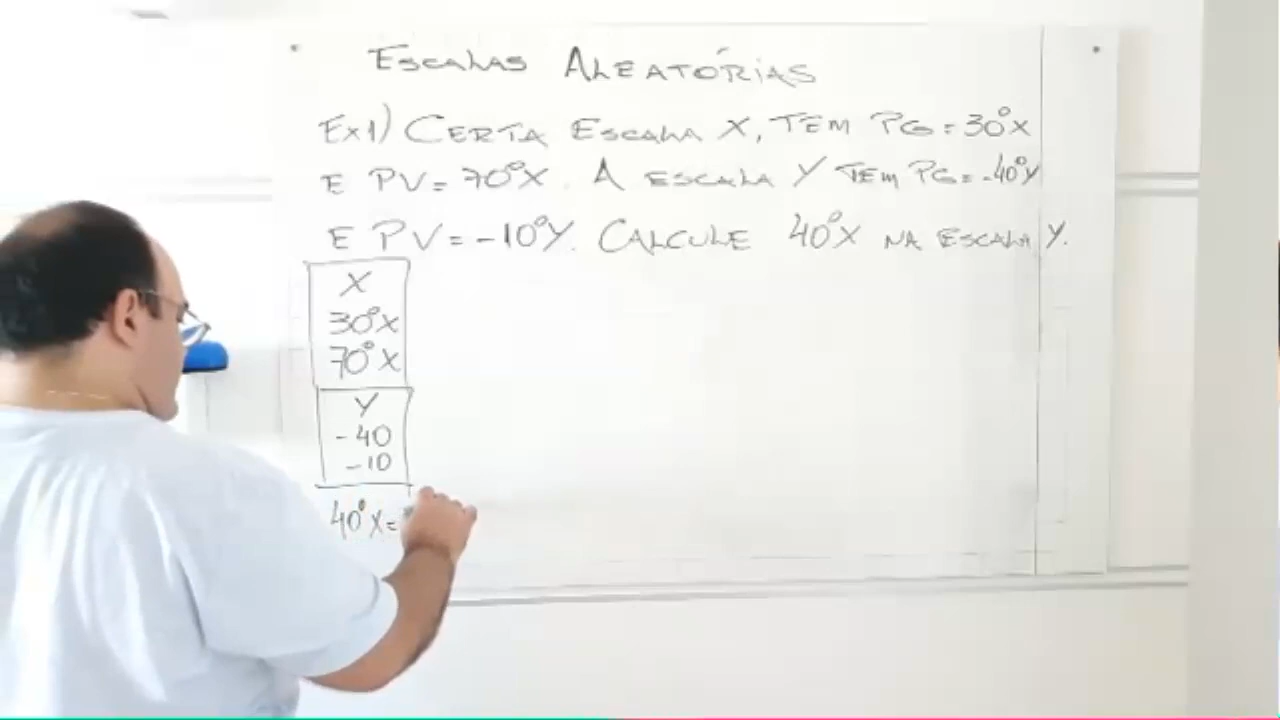 ESCALAS ALEATÓRIAS
EX1) CERTA ESCALA X, TEM PG=30°X
E PV=70°X. A ESCALA Y TEM PG=-40°Y
E PV=-10°Y. CALCULE 40°X NA ESCALA Y.
X
30°X
70°X
Y
-40
-10
40°X=